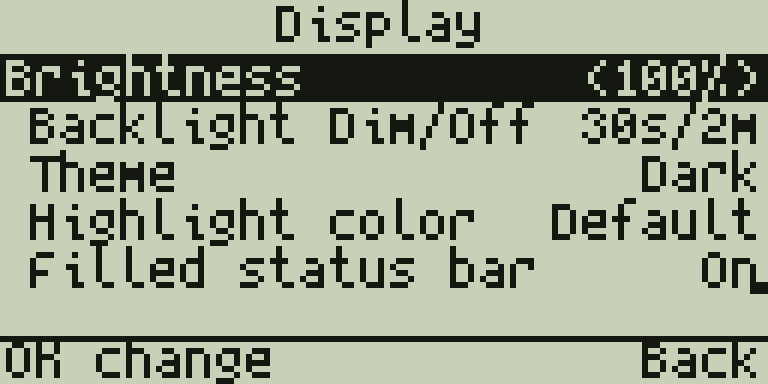 Display
Brightness (100%)
Backlight Dim/Off 30s/2m
Theme Dark
Highlight color Default
Filled status bar On
OK change Back